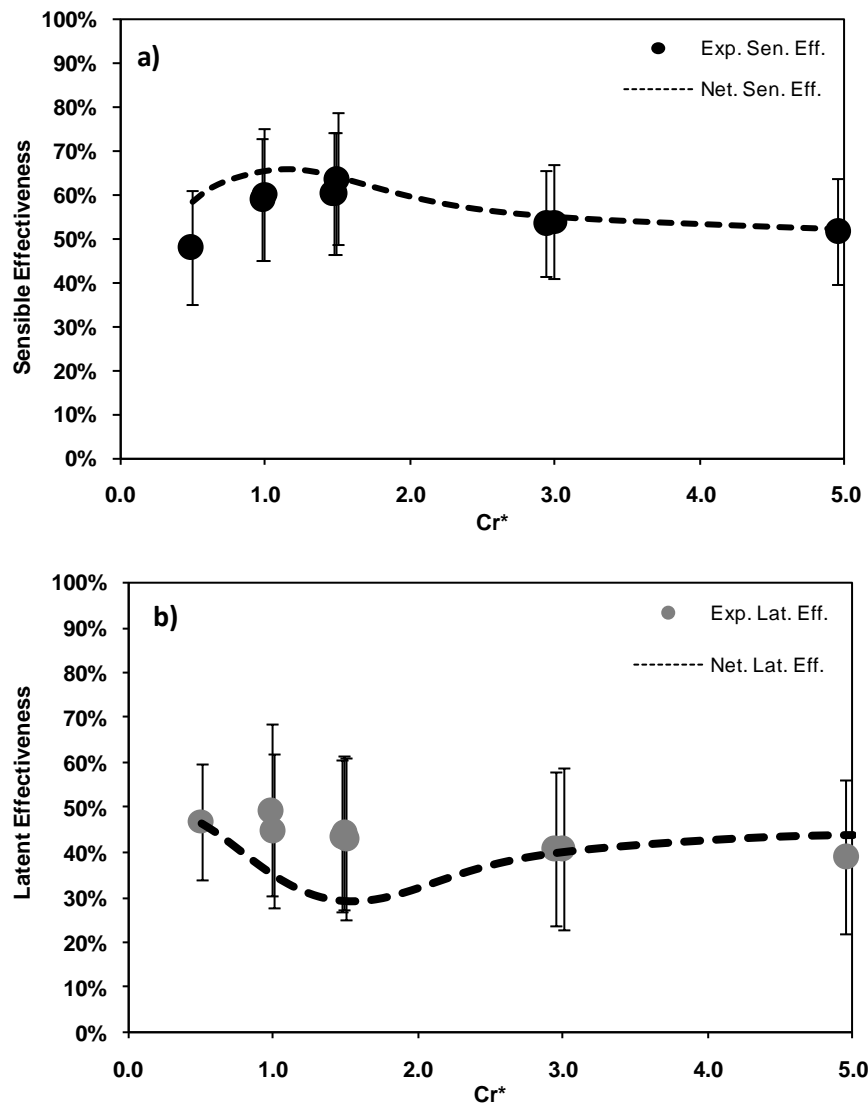 a)
Exp. Sen. Eff.
Net. Sen. Eff.
Sensible Effectiveness
100%
90%
80%
70%
60%
50%
40%
30%
20%
10%
0%
0.0 1.0 2.0 3.0 4.0 5.0
Cr*
b)
Exp. Lat. Eff.
Net. Lat. Eff.
Latent Effectiveness
100%
90%
80%
70%
60%
50%
40%
30%
20%
10%
0%
0.0 1.0 2.0 3.0 4.0 5.0
Cr*